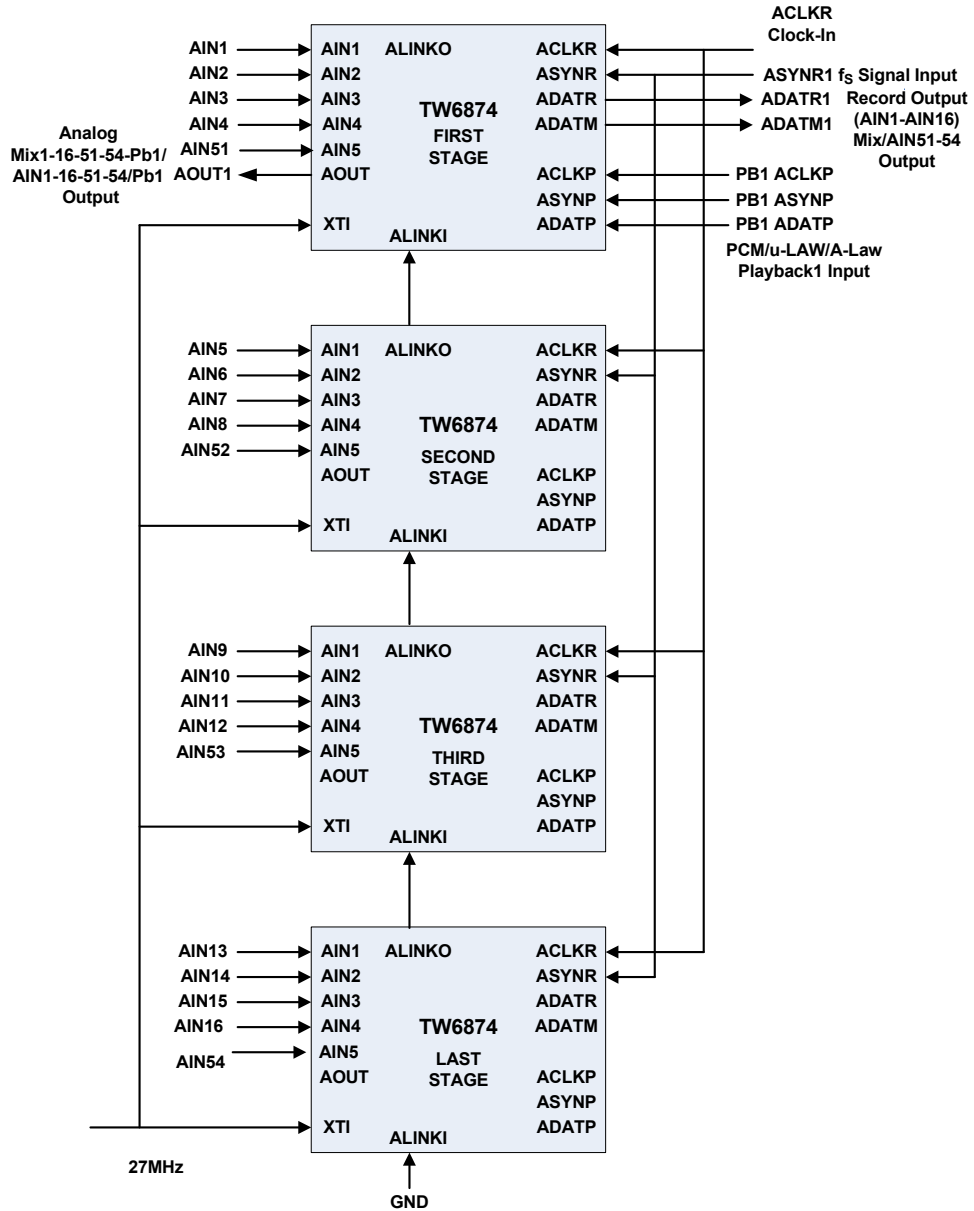 ACLKR
Clock-In
AIN1 AIN1 ALINKO ACLKR
AIN2 AIN2 ASYNR ASYNR1 fS Signal Input
AIN3 AIN3 TW6874 ADATR ADATR1 Record Output
AIN4 AIN4 FIRST ADATM ADATM1 (AIN1-AIN16)
Analog AIN51 AIN5 STAGE Mix/AIN51-54
Mix1-16-51-54-Pb1/ Output
AIN1-16-51-54/Pb1 AOUT1 AOUT ACLKP PB1 ACLKP
Output ASYNP PB1 ASYNP
XTI ADATP PB1 ADATP
ALINKI
PCM/u-LAW/A-Law
Playback1 Input
AIN5 AIN1 ALINKO ACLKR
AIN6 AIN2 ASYNR
AIN7 AIN3 ADATR
AIN8 AIN4 TW6874 ADATM
AIN52 AIN5 SECOND
AOUT STAGE ACLKP
ASYNP
XTI ADATP
ALINKI
AIN9 AIN1 ALINKO ACLKR
AIN10 AIN2 ASYNR
AIN11 AIN3 ADATR
AIN12 AIN4 TW6874 ADATM
AIN53 AIN5 THIRD
AOUT STAGE ACLKP
ASYNP
XTI ADATP
ALINKI
AIN13 AIN1 ALINKO ACLKR
AIN14 AIN2 ASYNR
AIN15 AIN3 ADATR
AIN16 AIN4 TW6874 ADATM
AIN54 AIN5 LAST
AOUT STAGE ACLKP
ASYNP
XTI ADATP
ALINKI
27MHz
GND